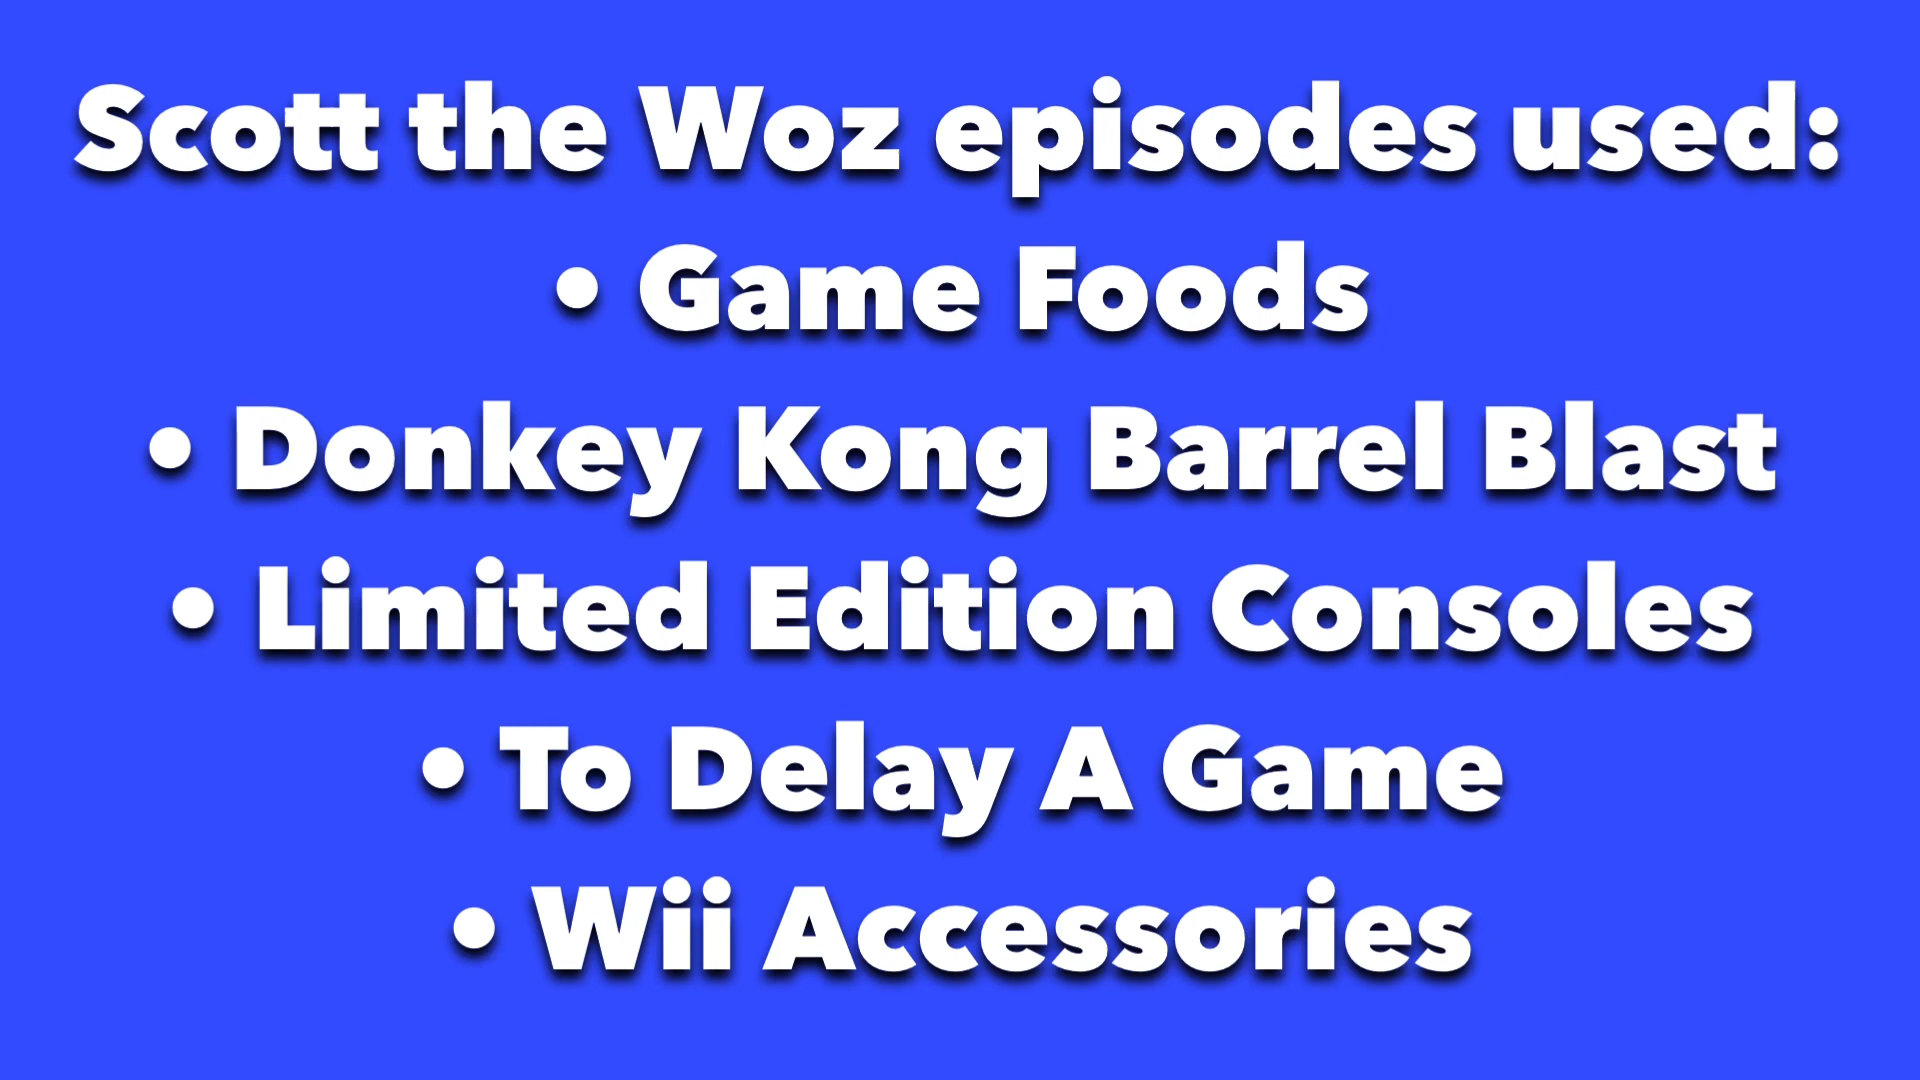 Scott the Woz episodes used:
• Game Foods
• Donkey Kong Barrel Blast
• Limited Edition Consoles
• To Delay A Game
• Wii Accessories